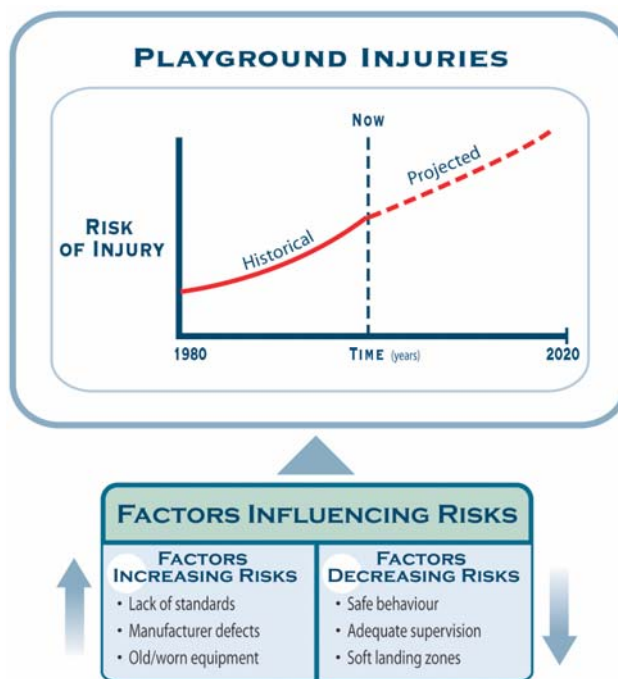 PLAYGROUND INJURIES
NOW
Projected
RISK
OF INJURY
Historical
1980
TIME (years)
2020
FACTORS INFLUENCING RISKS
FACTORS
INCREASING RISKS
• Lack of standards
• Manufacturer defects
• Old/worn equipment
FACTORS
DECREASING RISKS
• Safe behaviour
• Adequate supervision
• Soft landing zones